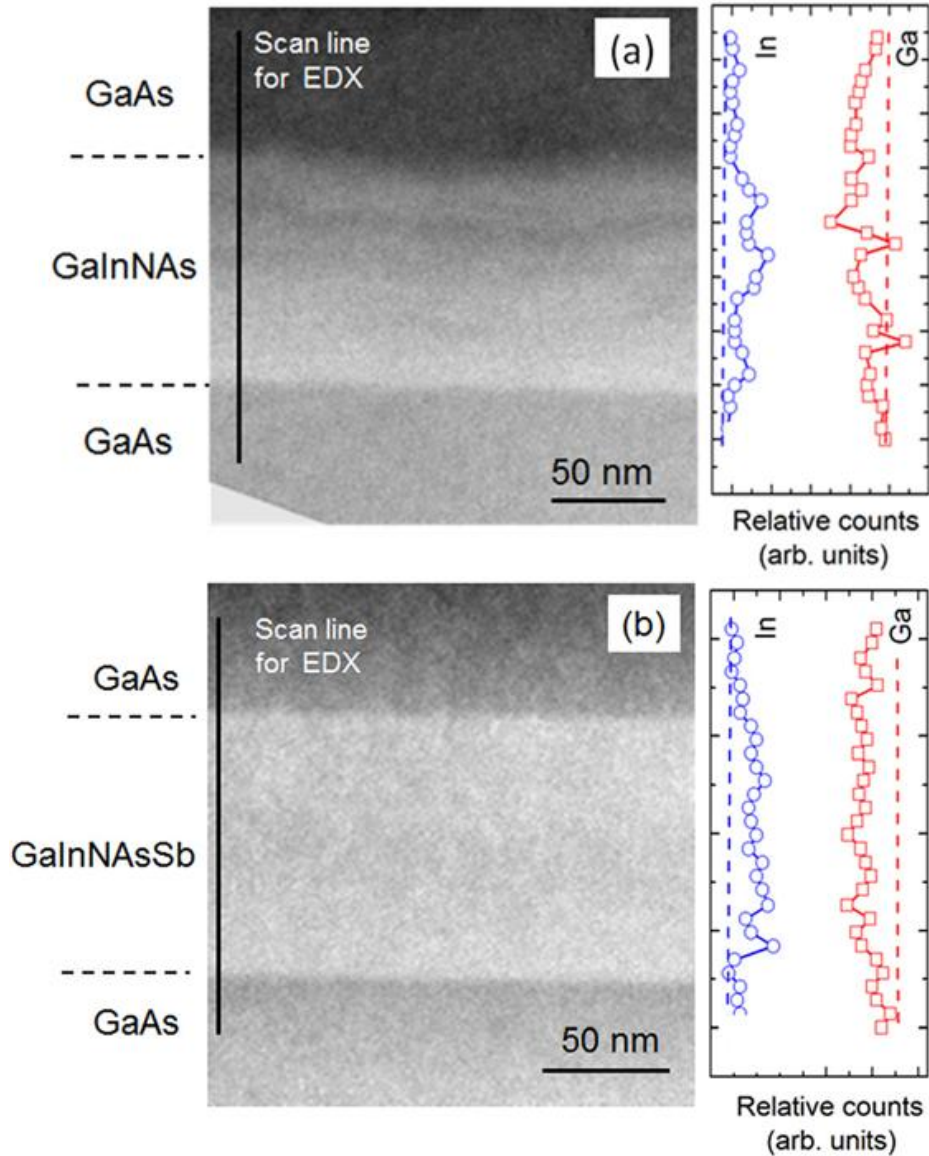 Scan line
for EDX
(a)
In
Ga
GaAs
GaInNAs
GaAs
50 nm
Relative counts
(arb. units)
Scan line
for EDX
(b)
In
Ga
GaAs
GaInNAsSb
GaAs
50 nm
Relative counts
(arb. units)